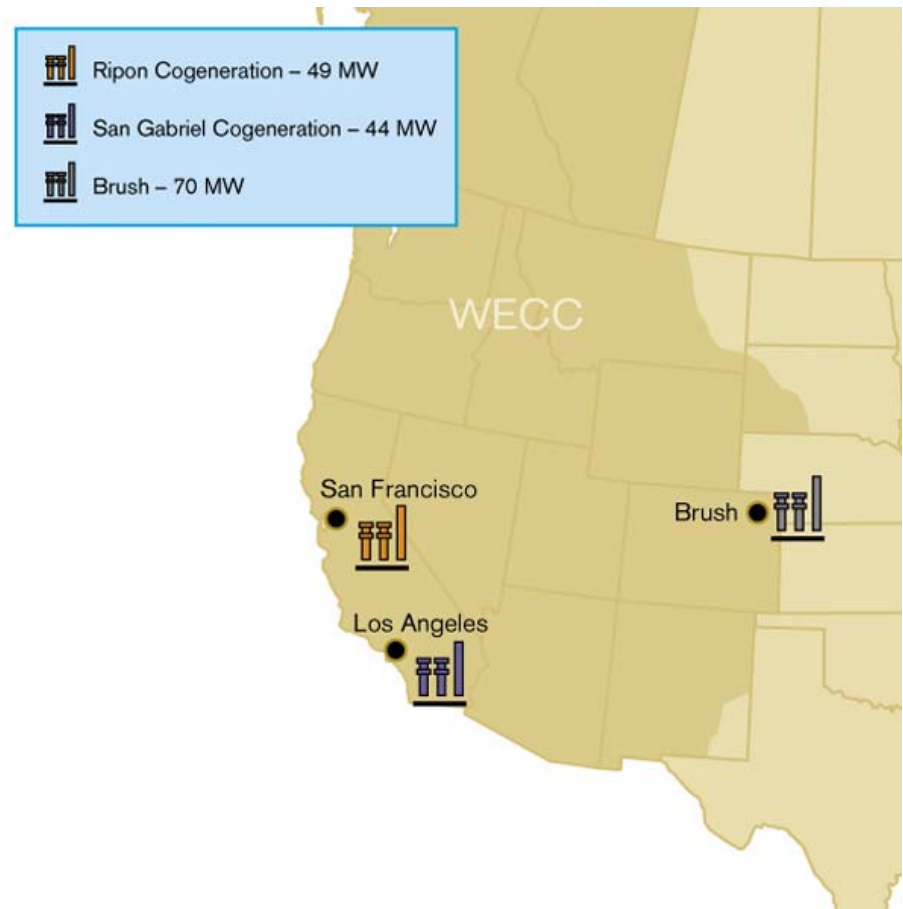 Ripon Cogeneration – 49 MW
San Gabriel Cogeneration – 44 MW
Brush – 70 MW
WECC
San Francisco
Brush
Los Angeles